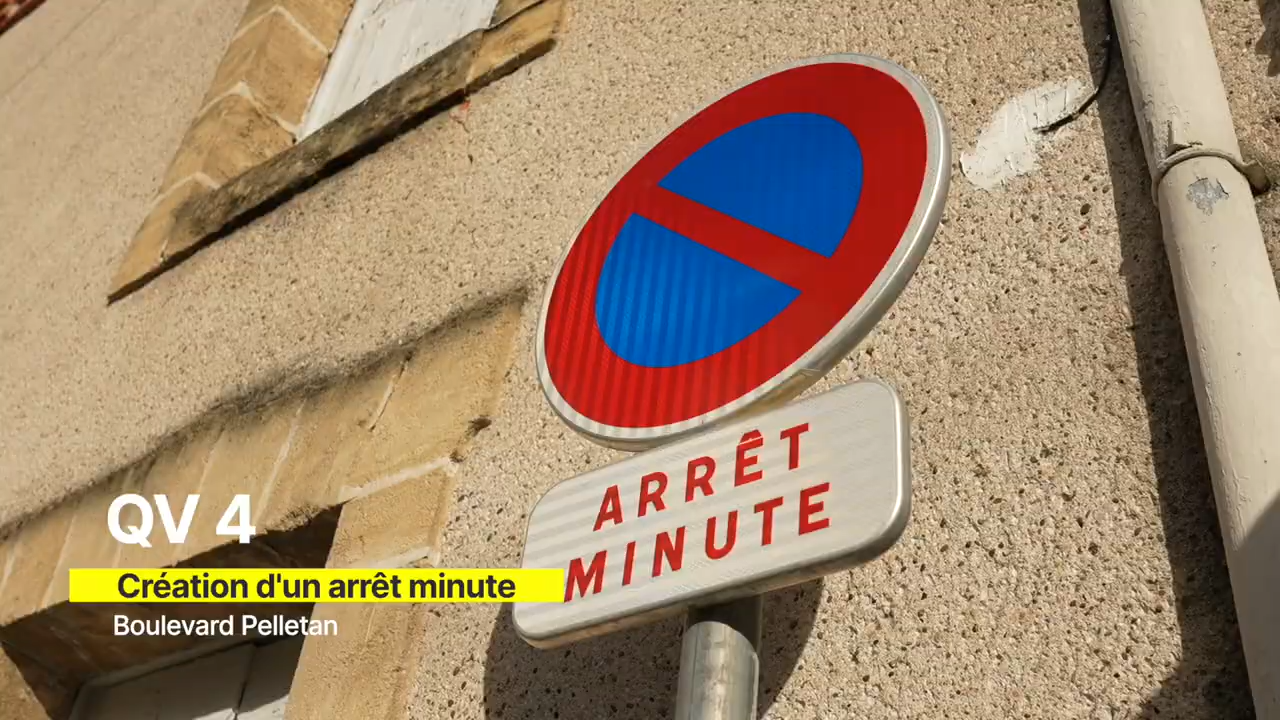 ARRÊT
MINUTE
QV 4
Création d'un arrêt minute
Boulevard Pelletan